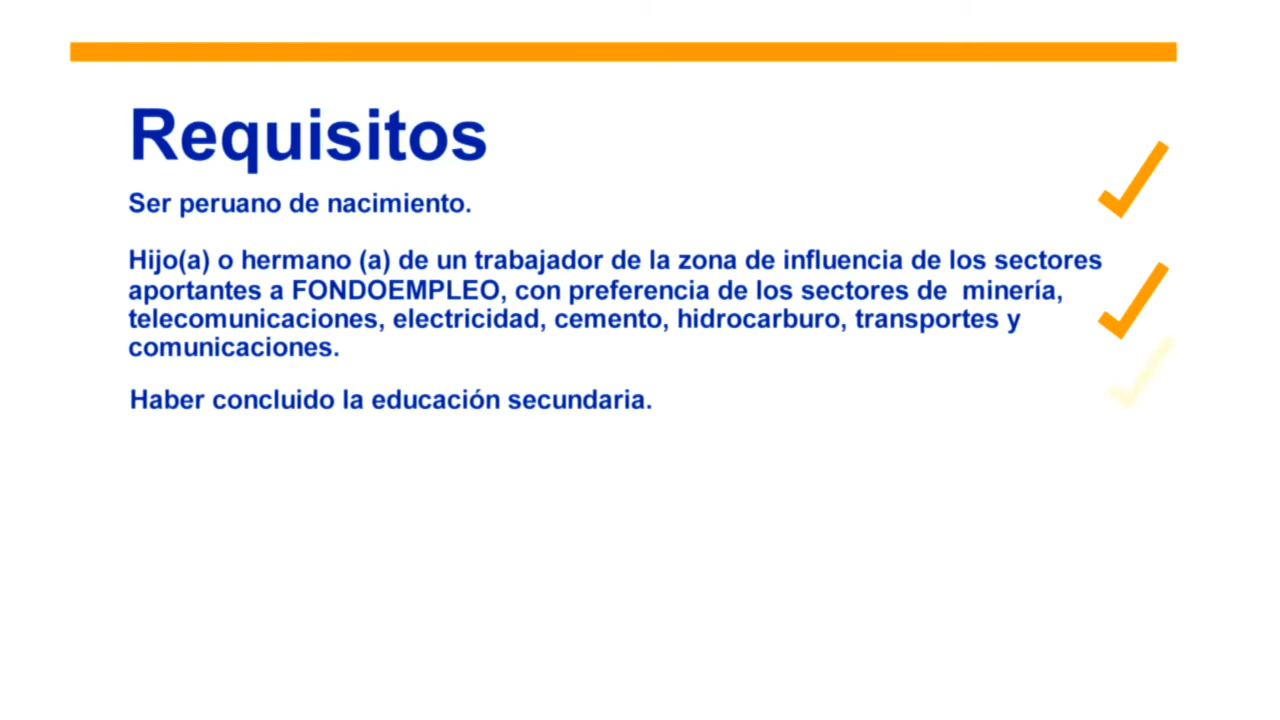 Requisitos
Ser peruano de nacimiento.
Hijo(a) o hermano (a) de un trabajador de la zona de influencia de los sectores
aportantes a FONDOEMPLEO, con preferencia de los sectores de  minería,
telecomunicaciones, electricidad, cemento, hidrocarburo, transportes y
comunicaciones.
Haber concluido la educación secundaria.